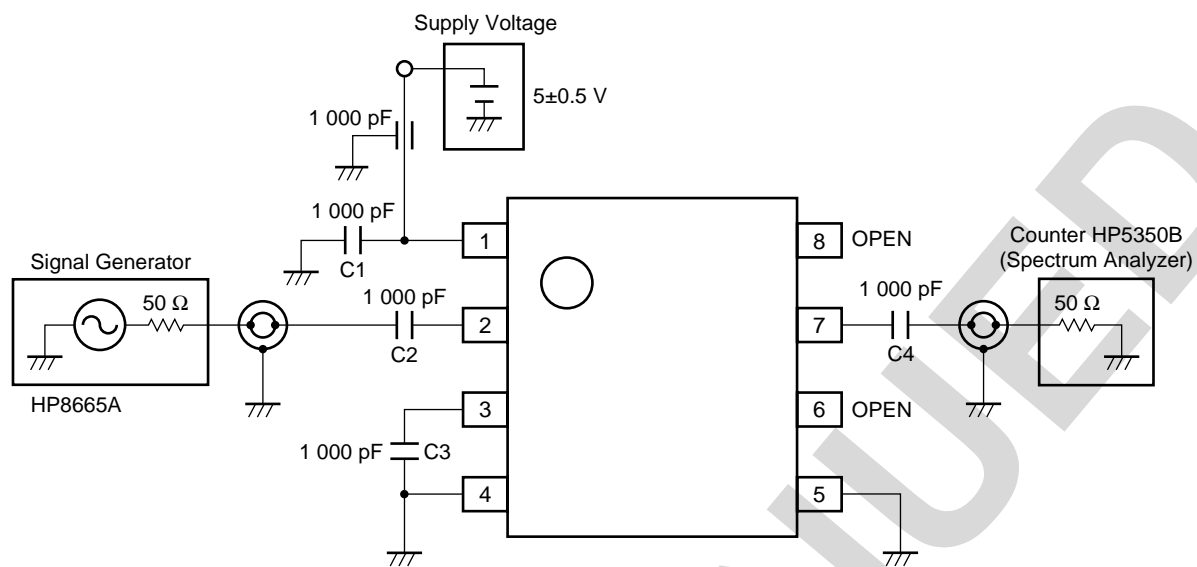 Supply Voltage
5±0.5 V
1 000 pF
1 000 pF
C1
1
8
OPEN
Counter HP5350B
(Spectrum Analyzer)
Signal Generator
50 Ω
1 000 pF
C2
2
7
1 000 pF
C4
50 Ω
HP8665A
3
6
OPEN
1 000 pF
C3
4
5
UED